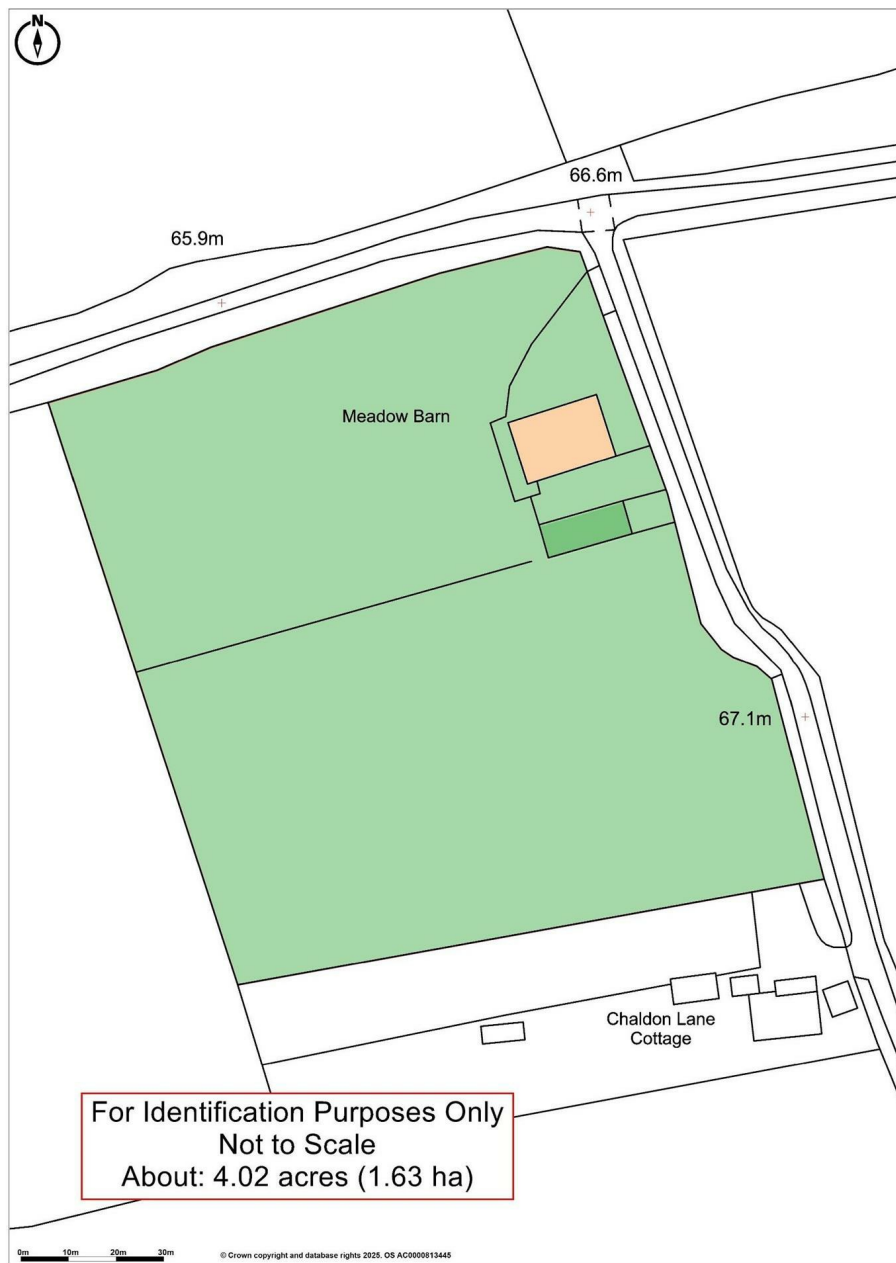 N
66.6m
65.9m
Meadow Barn
67.1m
Chaldon Lane
Cottage
For Identification Purposes Only
Not to Scale
About: 4.02 acres (1.63 ha)
0m 10m 20m 30m
© Crown copyright and database rights 2025. OS AC0000813445